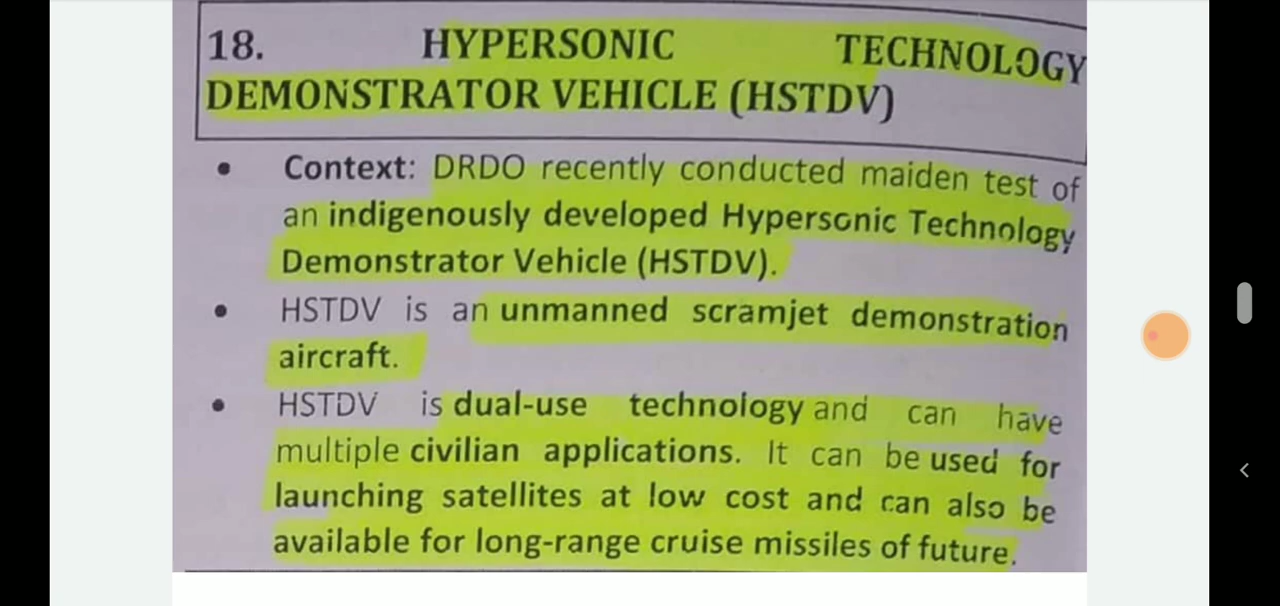 18. HYPERSONIC TECHNOLOGY
DEMONSTRATOR VEHICLE (HSTDV)
• Context: DRDO recently conducted maiden test of
an indigenously developed Hypersonic Technology
Demonstrator Vehicle (HSTDV).
• HSTDV is an unmanned scramjet demonstration
aircraft.
• HSTDV is dual-use technology and can have
multiple civilian applications. It can be used for
launching satellites at low cost and can also be
available for long-range cruise missiles of future.